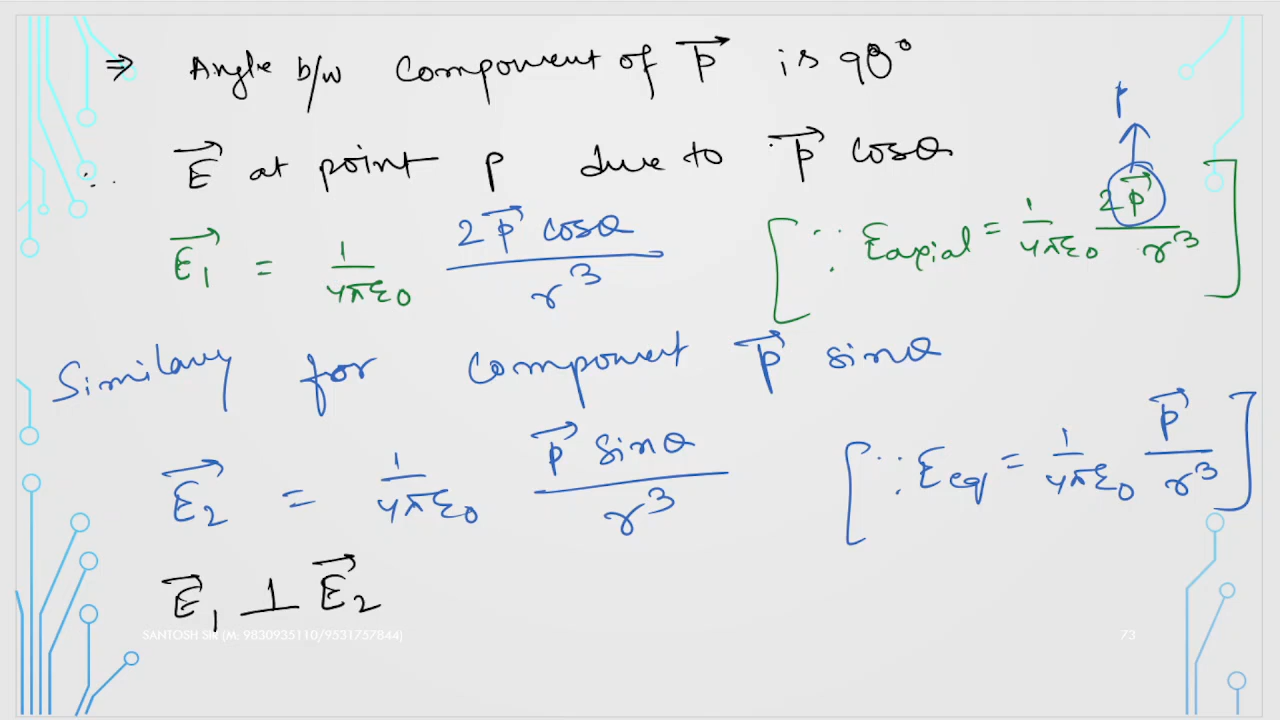 ⇒ Angle b/w component of p⃗ is 90°
P
∴ E⃗ at point p due to p⃗ cosθ
E⃗₁ = 1/4πε₀ 2p⃗ cosθ/r³ [∵ Eaxial = 1/4πε₀ 2p⃗/r³]
Similary for component p⃗ sinθ
E⃗₂ = 1/4πε₀ p⃗ sinθ/r³ [∵ Eeq = 1/4πε₀ p⃗/r³]
E⃗₁ ⊥ E⃗₂
SANTOSH SIR (M: 9830935110/9531757844) 73